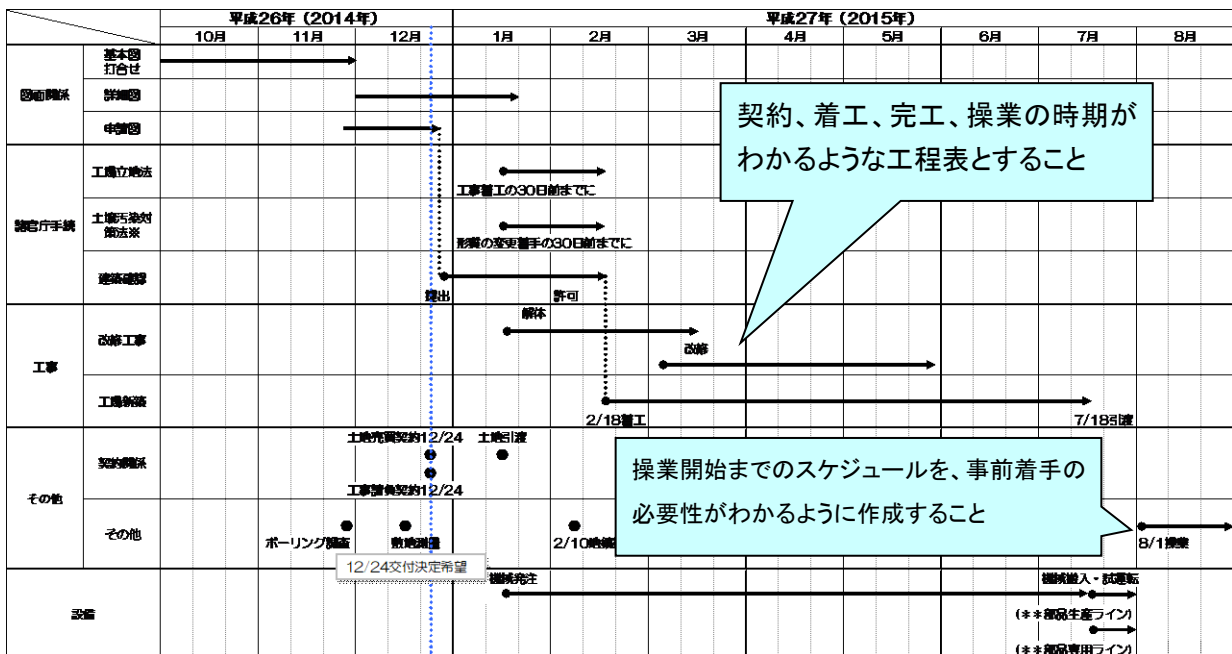 平成26年（2014年）
平成27年（2015年）
10月
11月
12月
1月
2月
3月
4月
5月
6月
7月
8月
図面関係
基本図
打合せ
詳細図
申請図
契約、着工、完工、操業の時期が
わかるような工程表とすること
諸官庁手続
工場立地法
工事着工の30日前までに
土壌汚染対
策法※
形質の変更着手の30日前までに
建築確認
提出
許可
工事
改修工事
解体
改修
工場新築
2/18着工
7/18引渡
その他
契約関係
土地売買契約12/24
土地引渡
工事請負契約12/24
操業開始までのスケジュールを、事前着手の
必要性がわかるように作成すること
その他
ボーリング調査
敷地測量
2/10地鎮
8/1操業
12/24交付決定希望
設備
機械発注
機械搬入・試運転
(＊＊部品生産ライン)
(＊＊部品専用ライン)